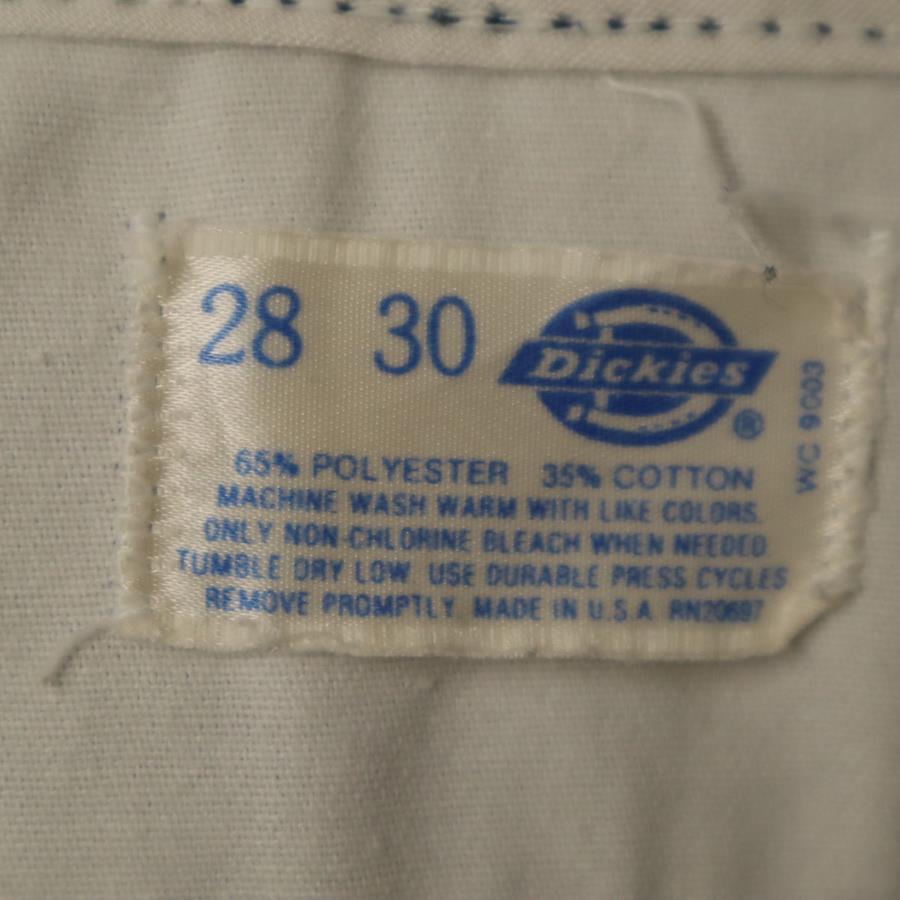 28 30
Dickies®
WC 9003
65% POLYESTER 35% COTTON
MACHINE WASH WARM WITH LIKE COLORS.
ONLY NON-CHLORINE BLEACH WHEN NEEDED
TUMBLE DRY LOW. USE DURABLE PRESS CYCLES
REMOVE PROMPTLY. MADE IN U.S.A. RN20697